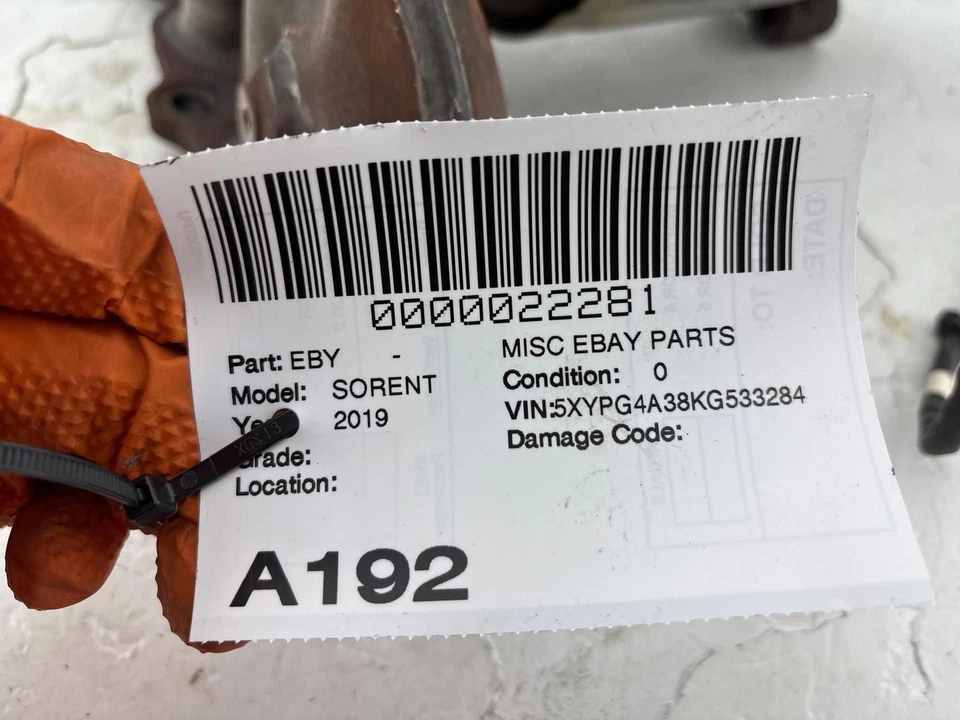 0000022281
Part: EBY - MISC EBAY PARTS
Model: SORENT Condition: 0
2019 VIN:5XYPG4A38KG533284
Grade: Damage Code:
Location:
A192